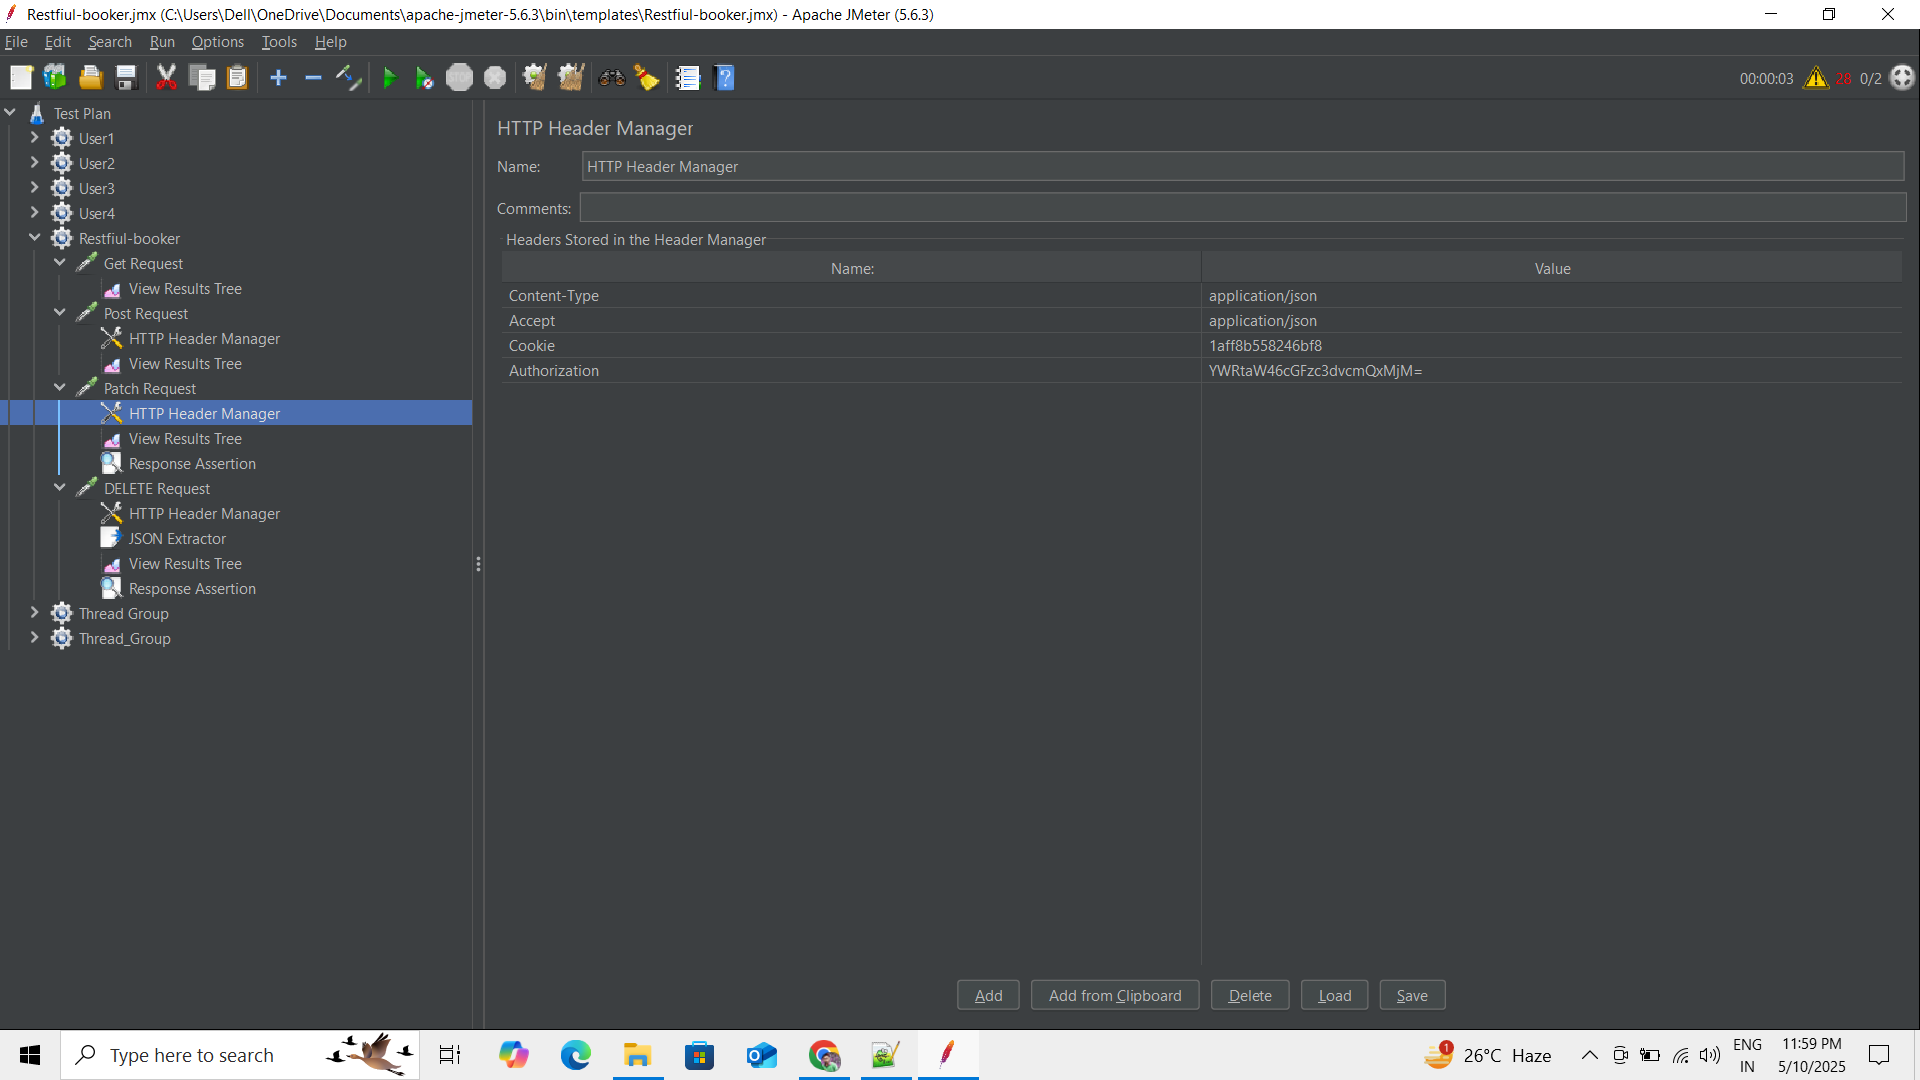 Restfiul-booker.jmx (C:\Users\Dell\OneDrive\Documents\apache-jmeter-5.6.3\bin\templates\Restfiul-booker.jmx) - Apache JMeter (5.6.3)
File Edit Search Run Options Tools Help
STOP
00:00:03 28 0/2
Test Plan
User1
User2
User3
User4
Restfiul-booker
Get Request
View Results Tree
Post Request
HTTP Header Manager
View Results Tree
Patch Request
HTTP Header Manager
View Results Tree
Response Assertion
DELETE Request
HTTP Header Manager
JSON Extractor
View Results Tree
Response Assertion
Thread Group
Thread_Group
HTTP Header Manager
Name: HTTP Header Manager
Comments:
Headers Stored in the Header Manager
Name: Value
Content-Type application/json
Accept application/json
Cookie 1aff8b558246bf8
Authorization YWRtaW46cGFzc3dvcmQxMjM=
Add Add from Clipboard Delete Load Save
Type here to search
1
26°C Haze
ENG
IN
11:59 PM
5/10/2025